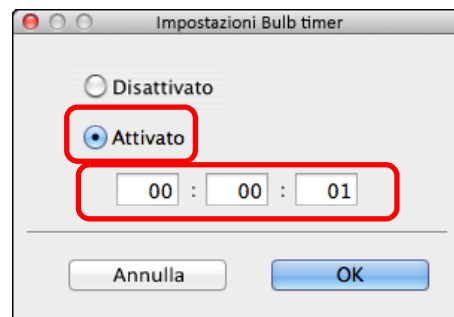 Impostazioni Bulb timer
Disattivato
Attivato
00 : 00 : 01
Annulla OK